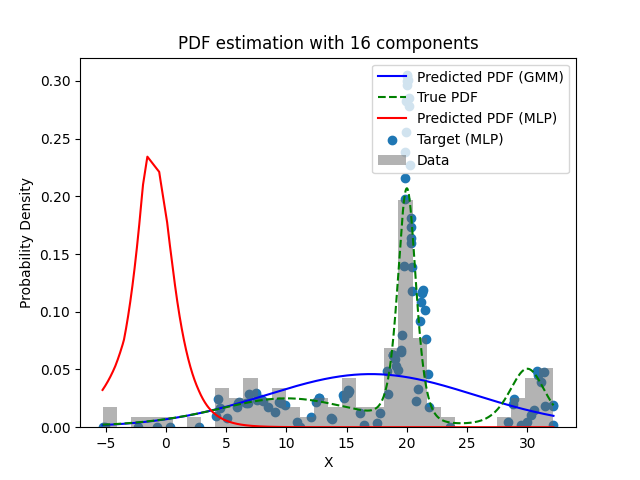 PDF estimation with 16 components
Predicted PDF (GMM)
True PDF
Predicted PDF (MLP)
Target (MLP)
Data
Probability Density
0.30
0.25
0.20
0.15
0.10
0.05
0.00
−5 0 5 10 15 20 25 30
X